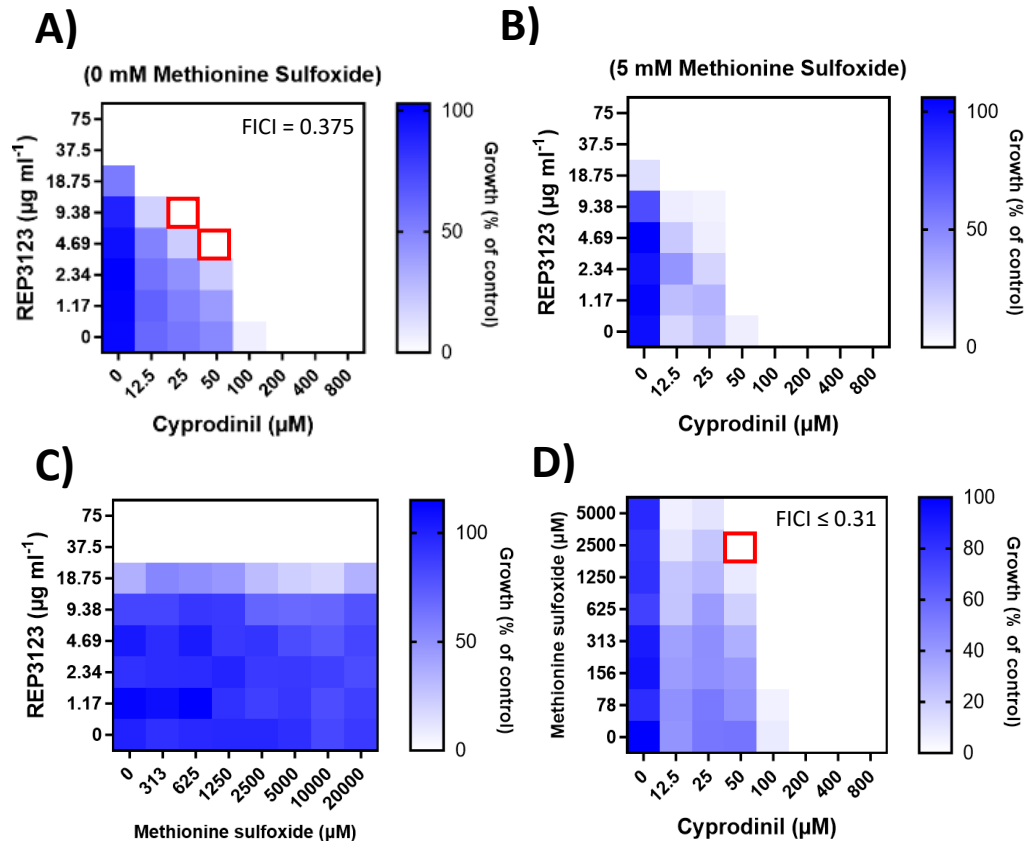 A)
(0 mM Methionine Sulfoxide)
REP3123 (µg ml-1)
75
37.5
18.75
9.38
4.69
2.34
1.17
0
FICI = 0.375
0 12.5 25 50 100 200 400 800
Cyprodinil (µM)
100
50
0
Growth (% of control)
B)
(5 mM Methionine Sulfoxide)
REP3123 (µg ml-1)
75
37.5
18.75
9.38
4.69
2.34
1.17
0
0 12.5 25 50 100 200 400 800
Cyprodinil (µM)
100
50
0
Growth (% of control)
C)
REP3123 (µg ml-1)
75
37.5
18.75
9.38
4.69
2.34
1.17
0
0 313 625 1250 2500 5000 10000 20000
Methionine sulfoxide (µM)
100
50
0
Growth (% of control)
D)
Methionine sulfoxide (µM)
5000
2500
1250
625
313
156
78
0
FICI ≤ 0.31
0 12.5 25 50 100 200 400 800
Cyprodinil (µM)
100
80
60
40
20
0
Growth (% of control)